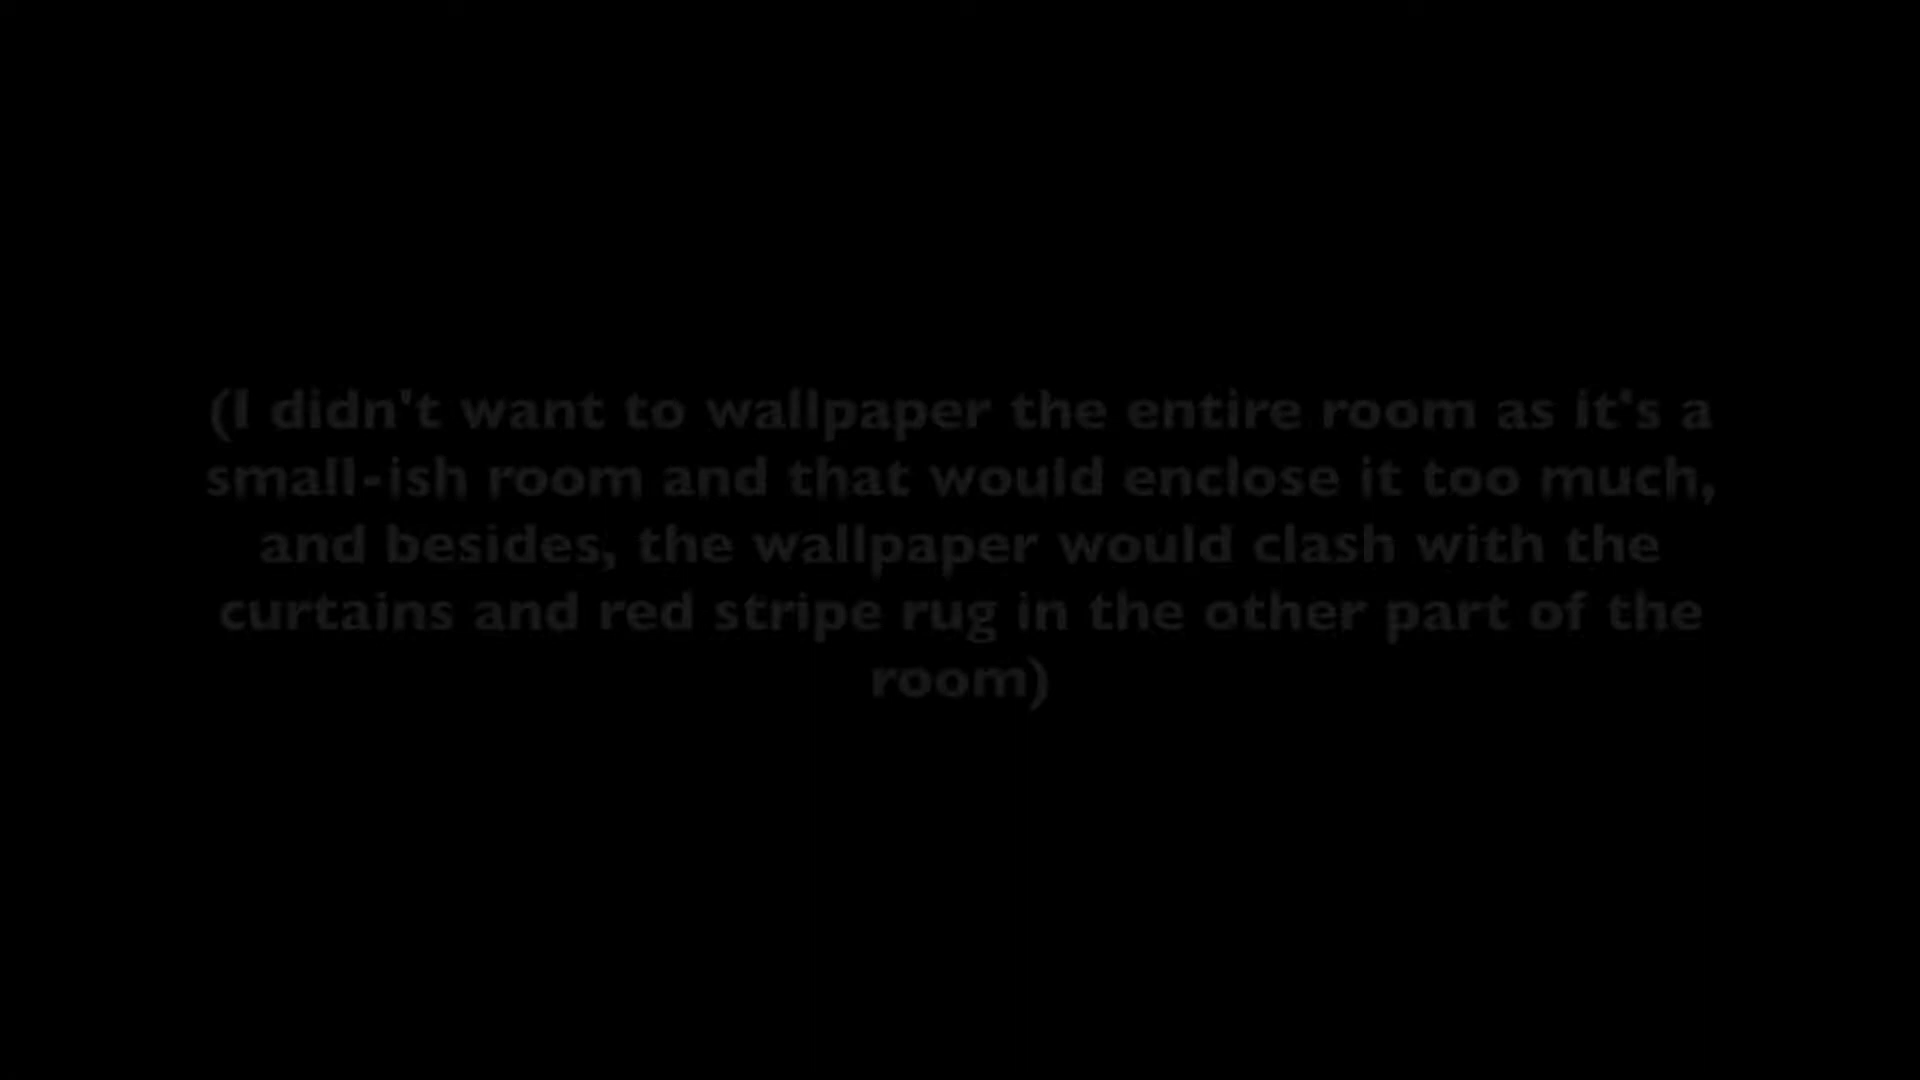 (I didn't want to wallpaper the entire room as it's a
small-ish room and that would enclose it too much,
and besides, the wallpaper would clash with the
curtains and red stripe rug in the other part of the
room)